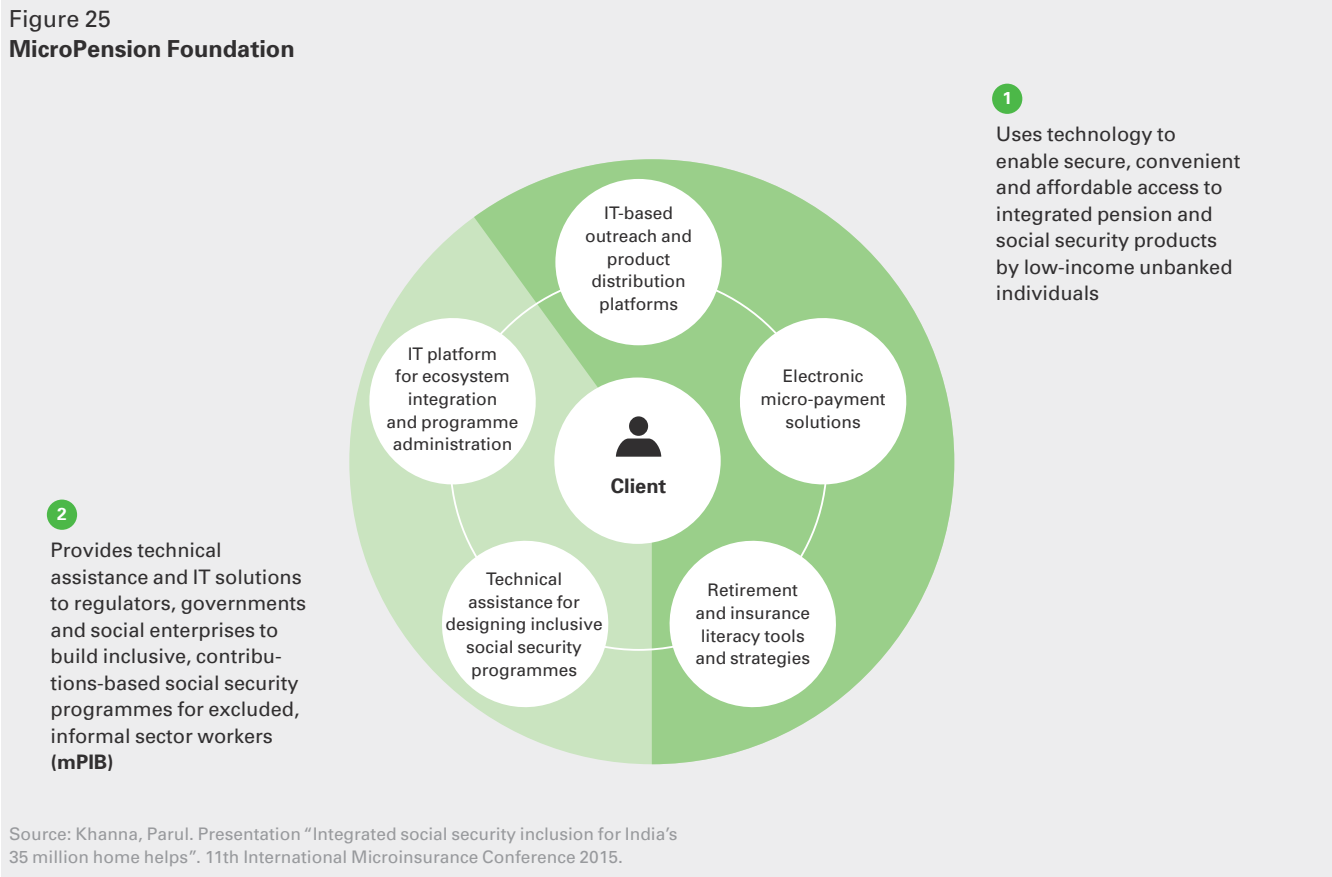 Figure 25
MicroPension Foundation
1
Uses technology to
enable secure, convenient
and affordable access to
integrated pension and
social security products
by low-income unbanked
individuals
IT-based
outreach and
product
distribution
platforms
IT platform
for ecosystem
integration
and programme
administration
Electronic
micro-payment
solutions
Client
2
Provides technical
assistance and IT solutions
to regulators, governments
and social enterprises to
build inclusive, contribu-
tions-based social security
programmes for excluded,
informal sector workers
(mPIB)
Technical
assistance for
designing inclusive
social security
programmes
Retirement
and insurance
literacy tools
and strategies
Source: Khanna, Parul. Presentation “Integrated social security inclusion for India’s
35 million home helps”. 11th International Microinsurance Conference 2015.